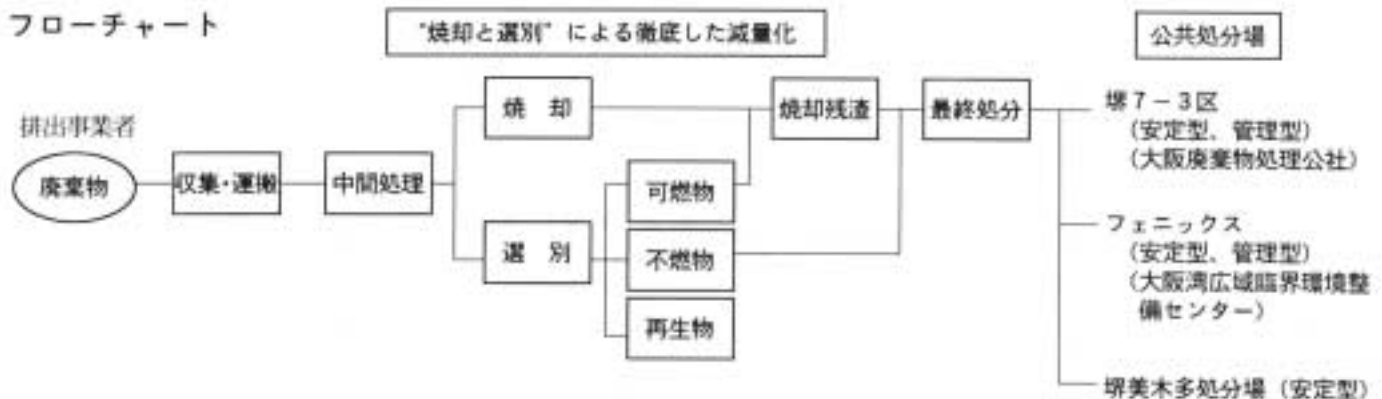 フローチャート
"焼却と選別"による徹底した減量化
公共処分場
排出事業者
廃棄物
収集・運搬
中間処理
焼 却
選 別
可燃物
不燃物
再生物
焼却残渣
最終処分
堺7-3区
(安定型、管理型)
(大阪廃棄物処理公社)
フェニックス
(安定型、管理型)
(大阪湾広域臨界環境整
備センター)
堺美木多処分場(安定型)